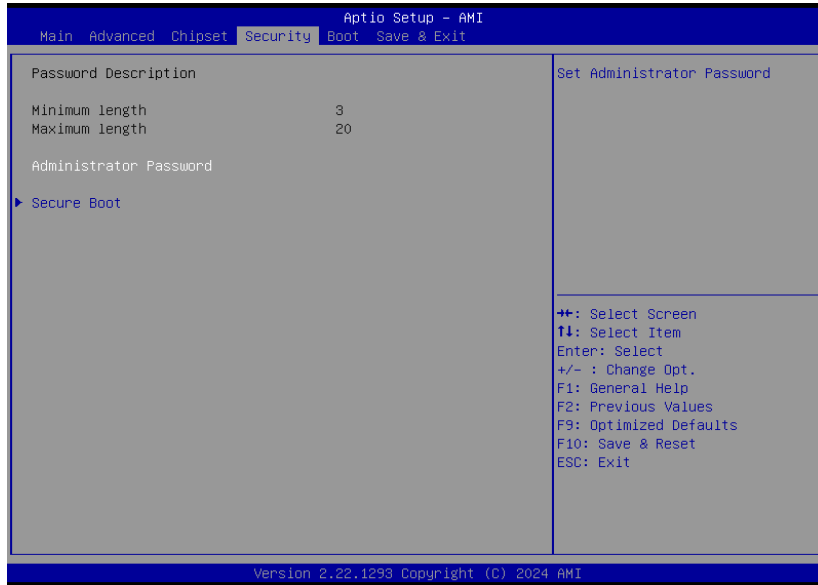 Aptio Setup – AMI
Main Advanced Chipset Security Boot Save & Exit
Password Description
Minimum length 3
Maximum length 20
Administrator Password
Secure Boot
Set Administrator Password
→←: Select Screen
↑↓: Select Item
Enter: Select
+/- : Change Opt.
F1: General Help
F2: Previous Values
F9: Optimized Defaults
F10: Save & Reset
ESC: Exit
Version 2.22.1293 Copyright (C) 2024 AMI